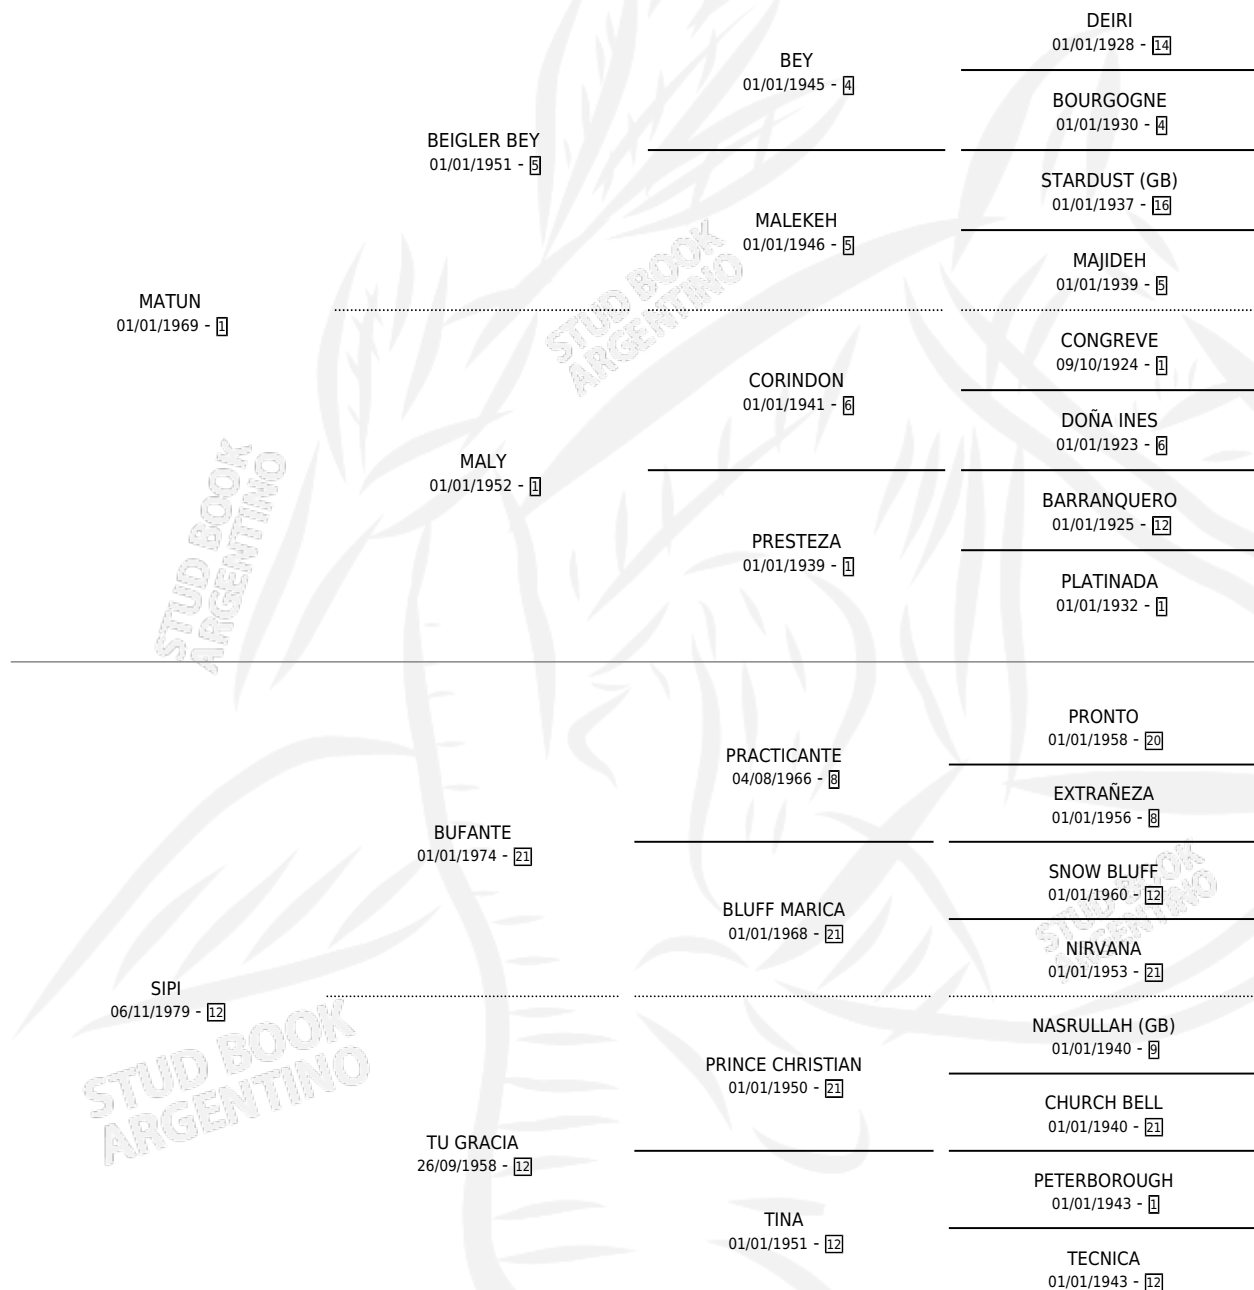 DEIRI
01/01/1928 - 14
BEY
01/01/1945 - 4
BOURGOGNE
01/01/1930 - 4
BEIGLER BEY
01/01/1951 - 5
STARDUST (GB)
01/01/1937 - 16
MALEKEH
01/01/1946 - 5
MAJIDEH
01/01/1939 - 5
MATUN
01/01/1969 - 1
CONGREVE
09/10/1924 - 1
CORINDON
01/01/1941 - 6
DOÑA INES
01/01/1923 - 6
MALY
01/01/1952 - 1
BARRANQUERO
01/01/1925 - 12
PRESTEZA
01/01/1939 - 1
PLATINADA
01/01/1932 - 1
PRONTO
01/01/1958 - 20
PRACTICANTE
04/08/1966 - 8
EXTRAÑEZA
01/01/1956 - 8
BUFANTE
01/01/1974 - 21
SNOW BLUFF
01/01/1960 - 12
BLUFF MARICA
01/01/1968 - 21
NIRVANA
01/01/1953 - 21
SIPI
06/11/1979 - 12
NASRULLAH (GB)
01/01/1940 - 9
PRINCE CHRISTIAN
01/01/1950 - 21
CHURCH BELL
01/01/1940 - 21
TU GRACIA
26/09/1958 - 12
PETERBOROUGH
01/01/1943 - 1
TINA
01/01/1951 - 12
TECNICA
01/01/1943 - 12
STUD BOOK
ARGENTINO
STUD BOOK
ARGENTINO
STUD BOOK
ARGENTINO
STUD BOOK
ARGENTINO